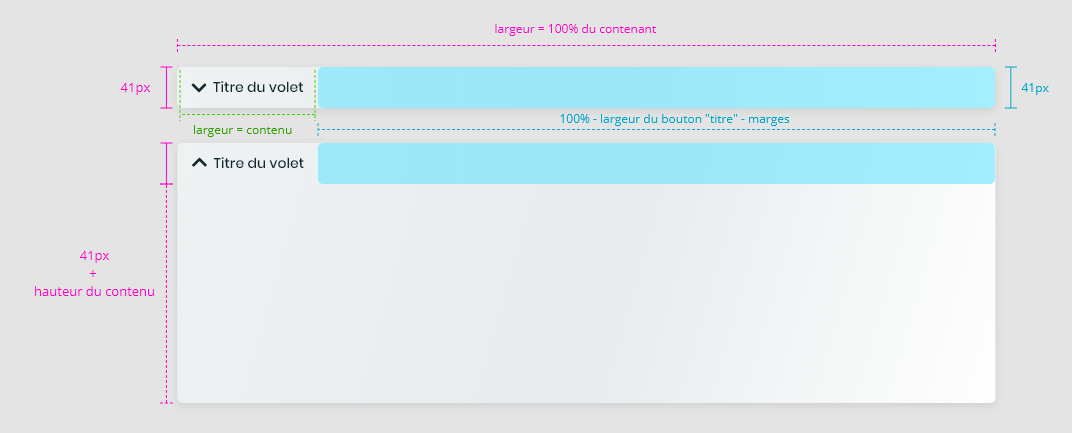 largeur = 100% du contenant
41px
Titre du volet
41px
largeur = contenu
100% - largeur du bouton "titre" - marges
Titre du volet
41px
+
hauteur du contenu